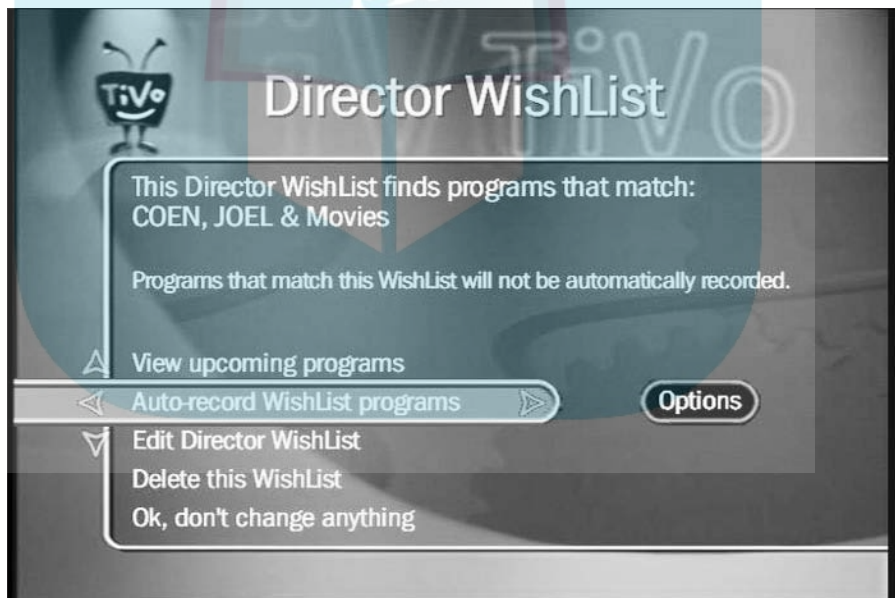 TiVo
TiVo
Director WishList
This Director WishList finds programs that match:
COEN, JOEL & Movies
Programs that match this WishList will not be automatically recorded.
View upcoming programs
Auto-record WishList programs
Options
Edit Director WishList
Delete this WishList
Ok, don't change anything